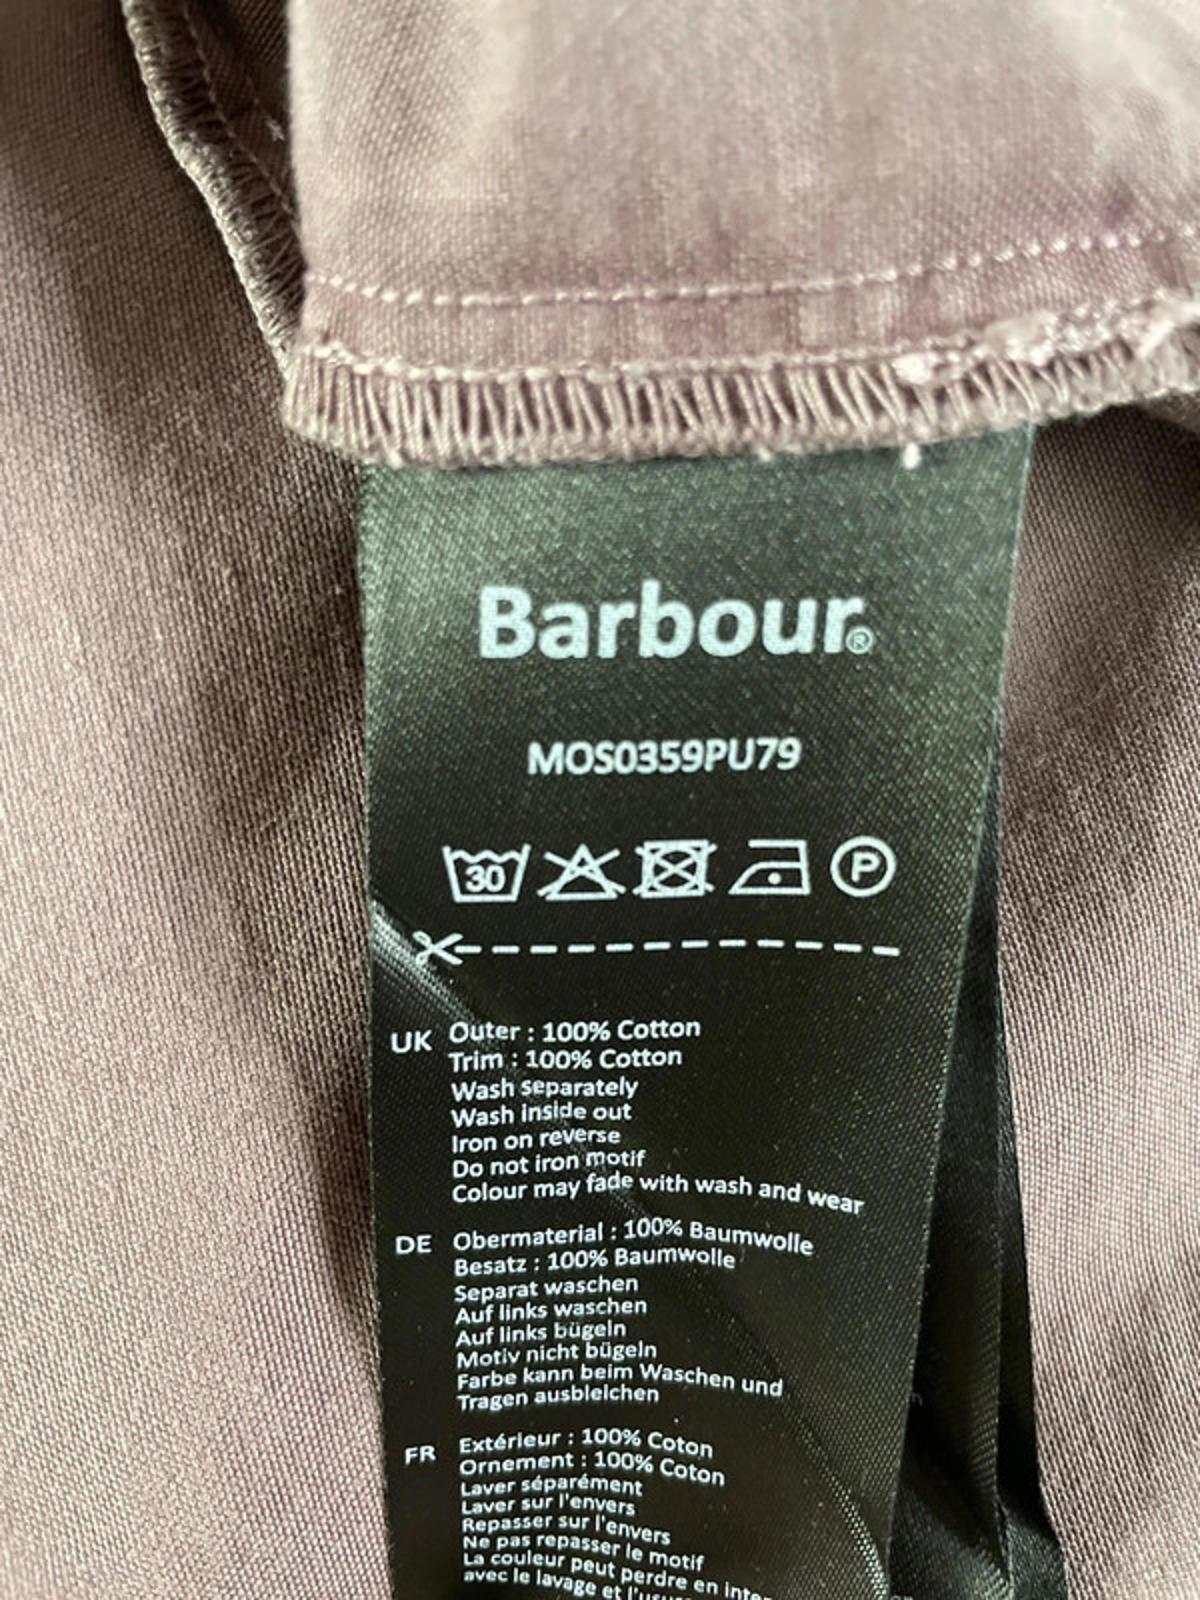 Barbour®
MOS0359PU79
30 P
UK Outer : 100% Cotton
Trim : 100% Cotton
Wash separately
Wash inside out
Iron on reverse
Do not iron motif
Colour may fade with wash and wear
DE Obermaterial : 100% Baumwolle
Besatz : 100% Baumwolle
Separat waschen
Auf links waschen
Auf links bügeln
Motiv nicht bügeln
Farbe kann beim Waschen und
Tragen ausbleichen
FR Extérieur : 100% Coton
Ornement : 100% Coton
Laver séparément
Laver sur l'envers
Repasser sur l'envers
Ne pas repasser le motif
La couleur peut perdre en
avec le lavage et